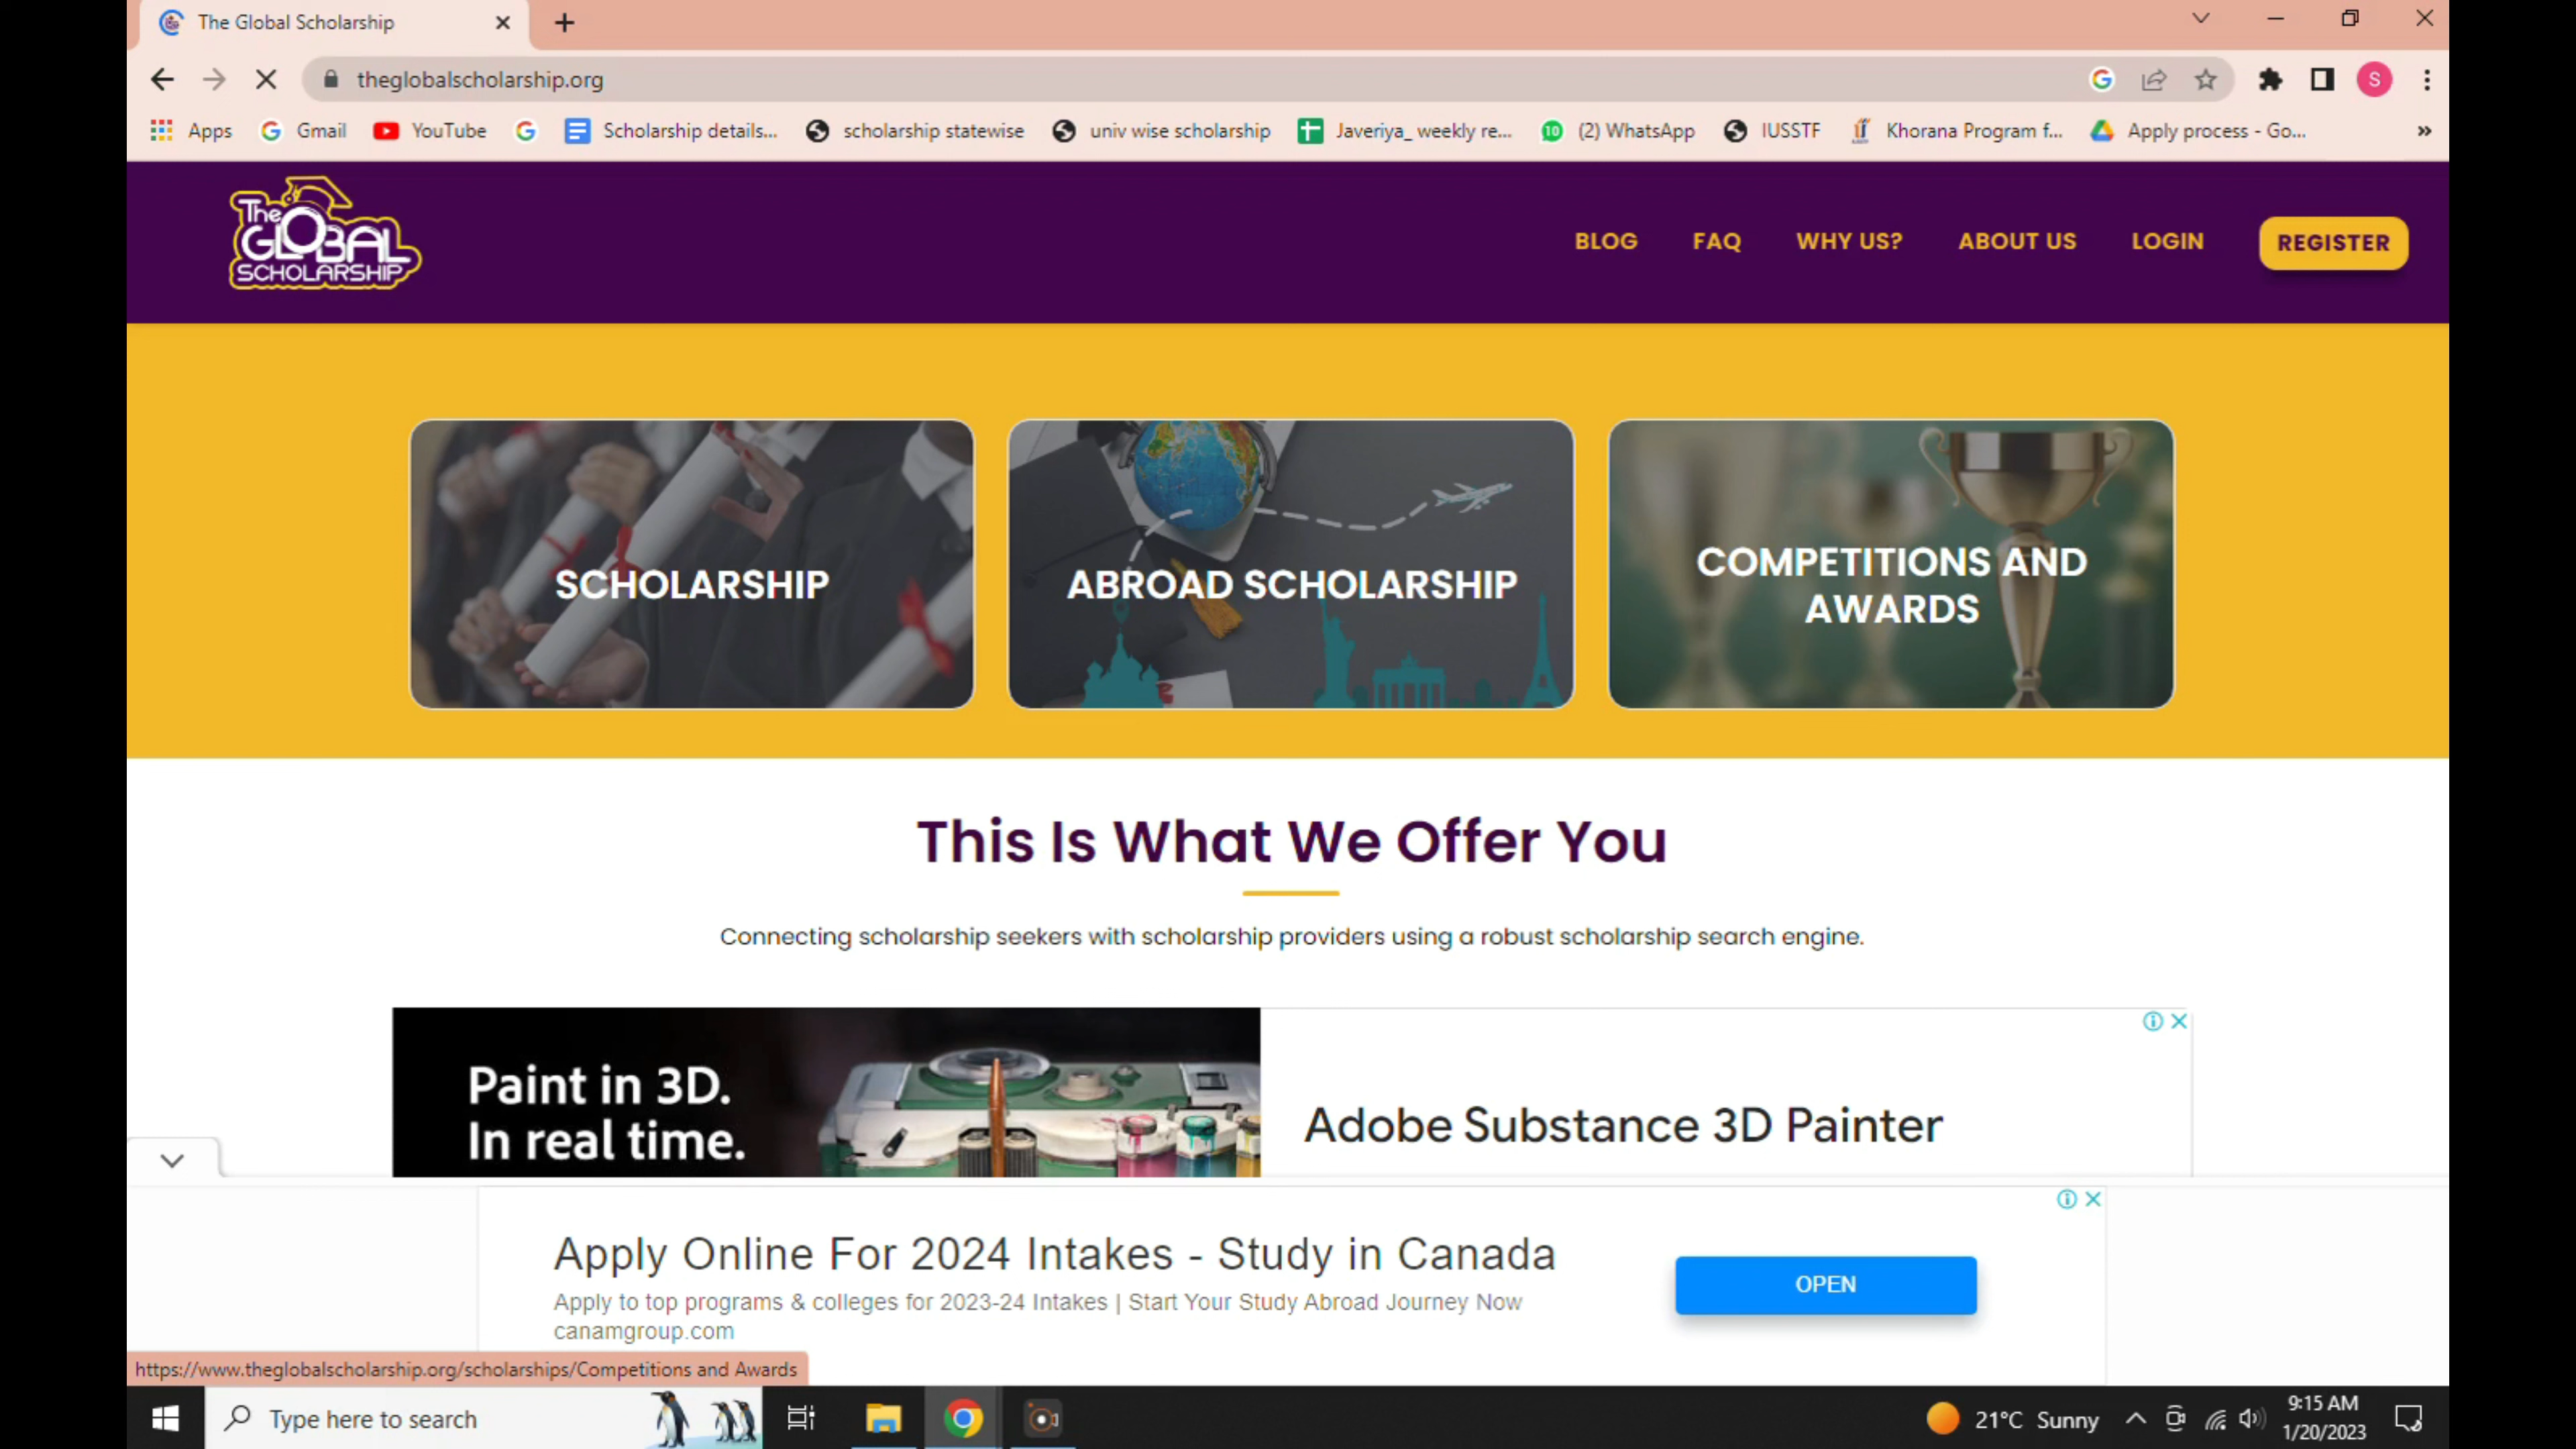 The Global Scholarship
theglobalscholarship.org
S
Apps
Gmail
YouTube
Scholarship details...
scholarship statewise
univ wise scholarship
Javeriya_ weekly re...
10
(2) WhatsApp
IUSSTF
Khorana Program f...
Apply process - Go...
»
The
GLOBAL
SCHOLARSHIP
BLOG
FAQ
WHY US?
ABOUT US
LOGIN
REGISTER
SCHOLARSHIP
ABROAD SCHOLARSHIP
COMPETITIONS AND
AWARDS
This Is What We Offer You
Connecting scholarship seekers with scholarship providers using a robust scholarship search engine.
Paint in 3D.
In real time.
Adobe Substance 3D Painter
Apply Online For 2024 Intakes - Study in Canada
Apply to top programs & colleges for 2023-24 Intakes | Start Your Study Abroad Journey Now
canamgroup.com
OPEN
https://www.theglobalscholarship.org/scholarships/Competitions and Awards
Type here to search
21°C Sunny
9:15 AM
1/20/2023